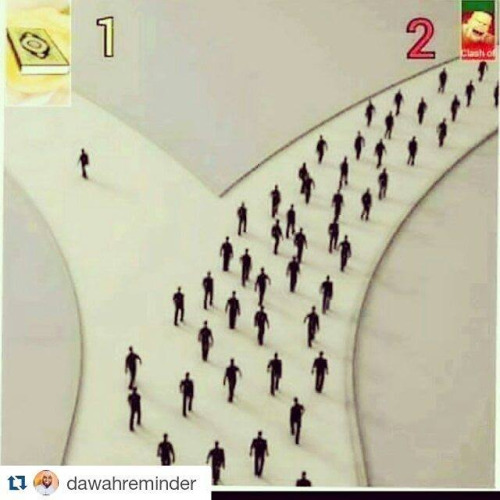 1
2
Clash of
dawahreminder